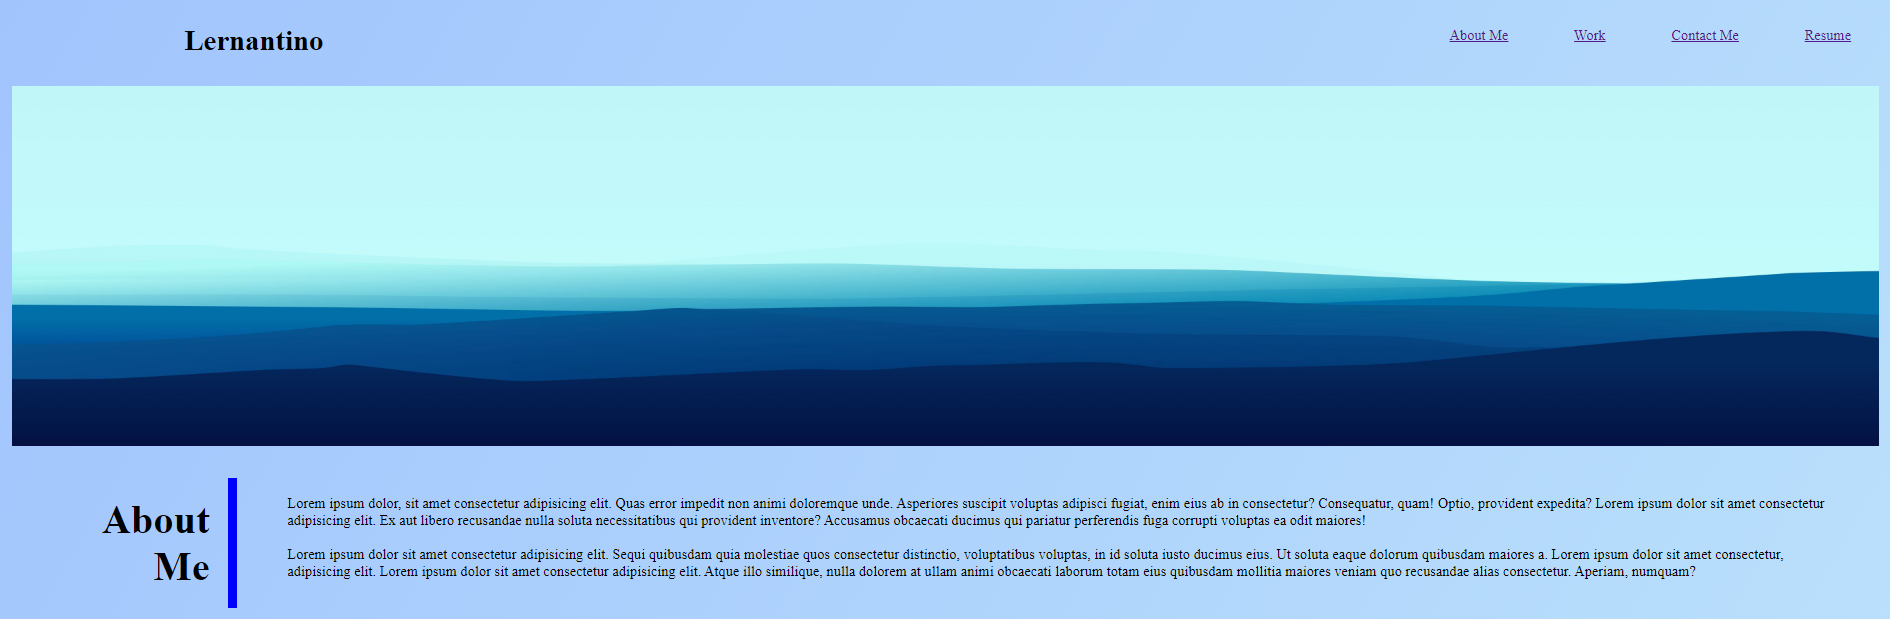 Lernantino
About Me Work Contact Me Resume
About
Me
Lorem ipsum dolor, sit amet consectetur adipisicing elit. Quas error impedit non animi doloremque unde. Asperiores suscipit voluptas adipisci fugiat, enim eius ab in consectetur? Consequatur, quam! Optio, provident expedita? Lorem ipsum dolor sit amet consectetur
adipisicing elit. Ex aut libero recusandae nulla soluta necessitatibus qui provident inventore? Accusamus obcaecati ducimus qui pariatur perferendis fuga corrupti voluptas ea odit maiores!
Lorem ipsum dolor sit amet consectetur adipisicing elit. Sequi quibusdam quia molestiae quos consectetur distinctio, voluptatibus voluptas, in id soluta iusto ducimus eius. Ut soluta eaque dolorum quibusdam maiores a. Lorem ipsum dolor sit amet consectetur,
adipisicing elit. Lorem ipsum dolor sit amet consectetur adipisicing elit. Atque illo similique, nulla dolorem at ullam animi obcaecati laborum totam eius quibusdam mollitia maiores veniam quo recusandae alias consectetur. Aperiam, numquam?